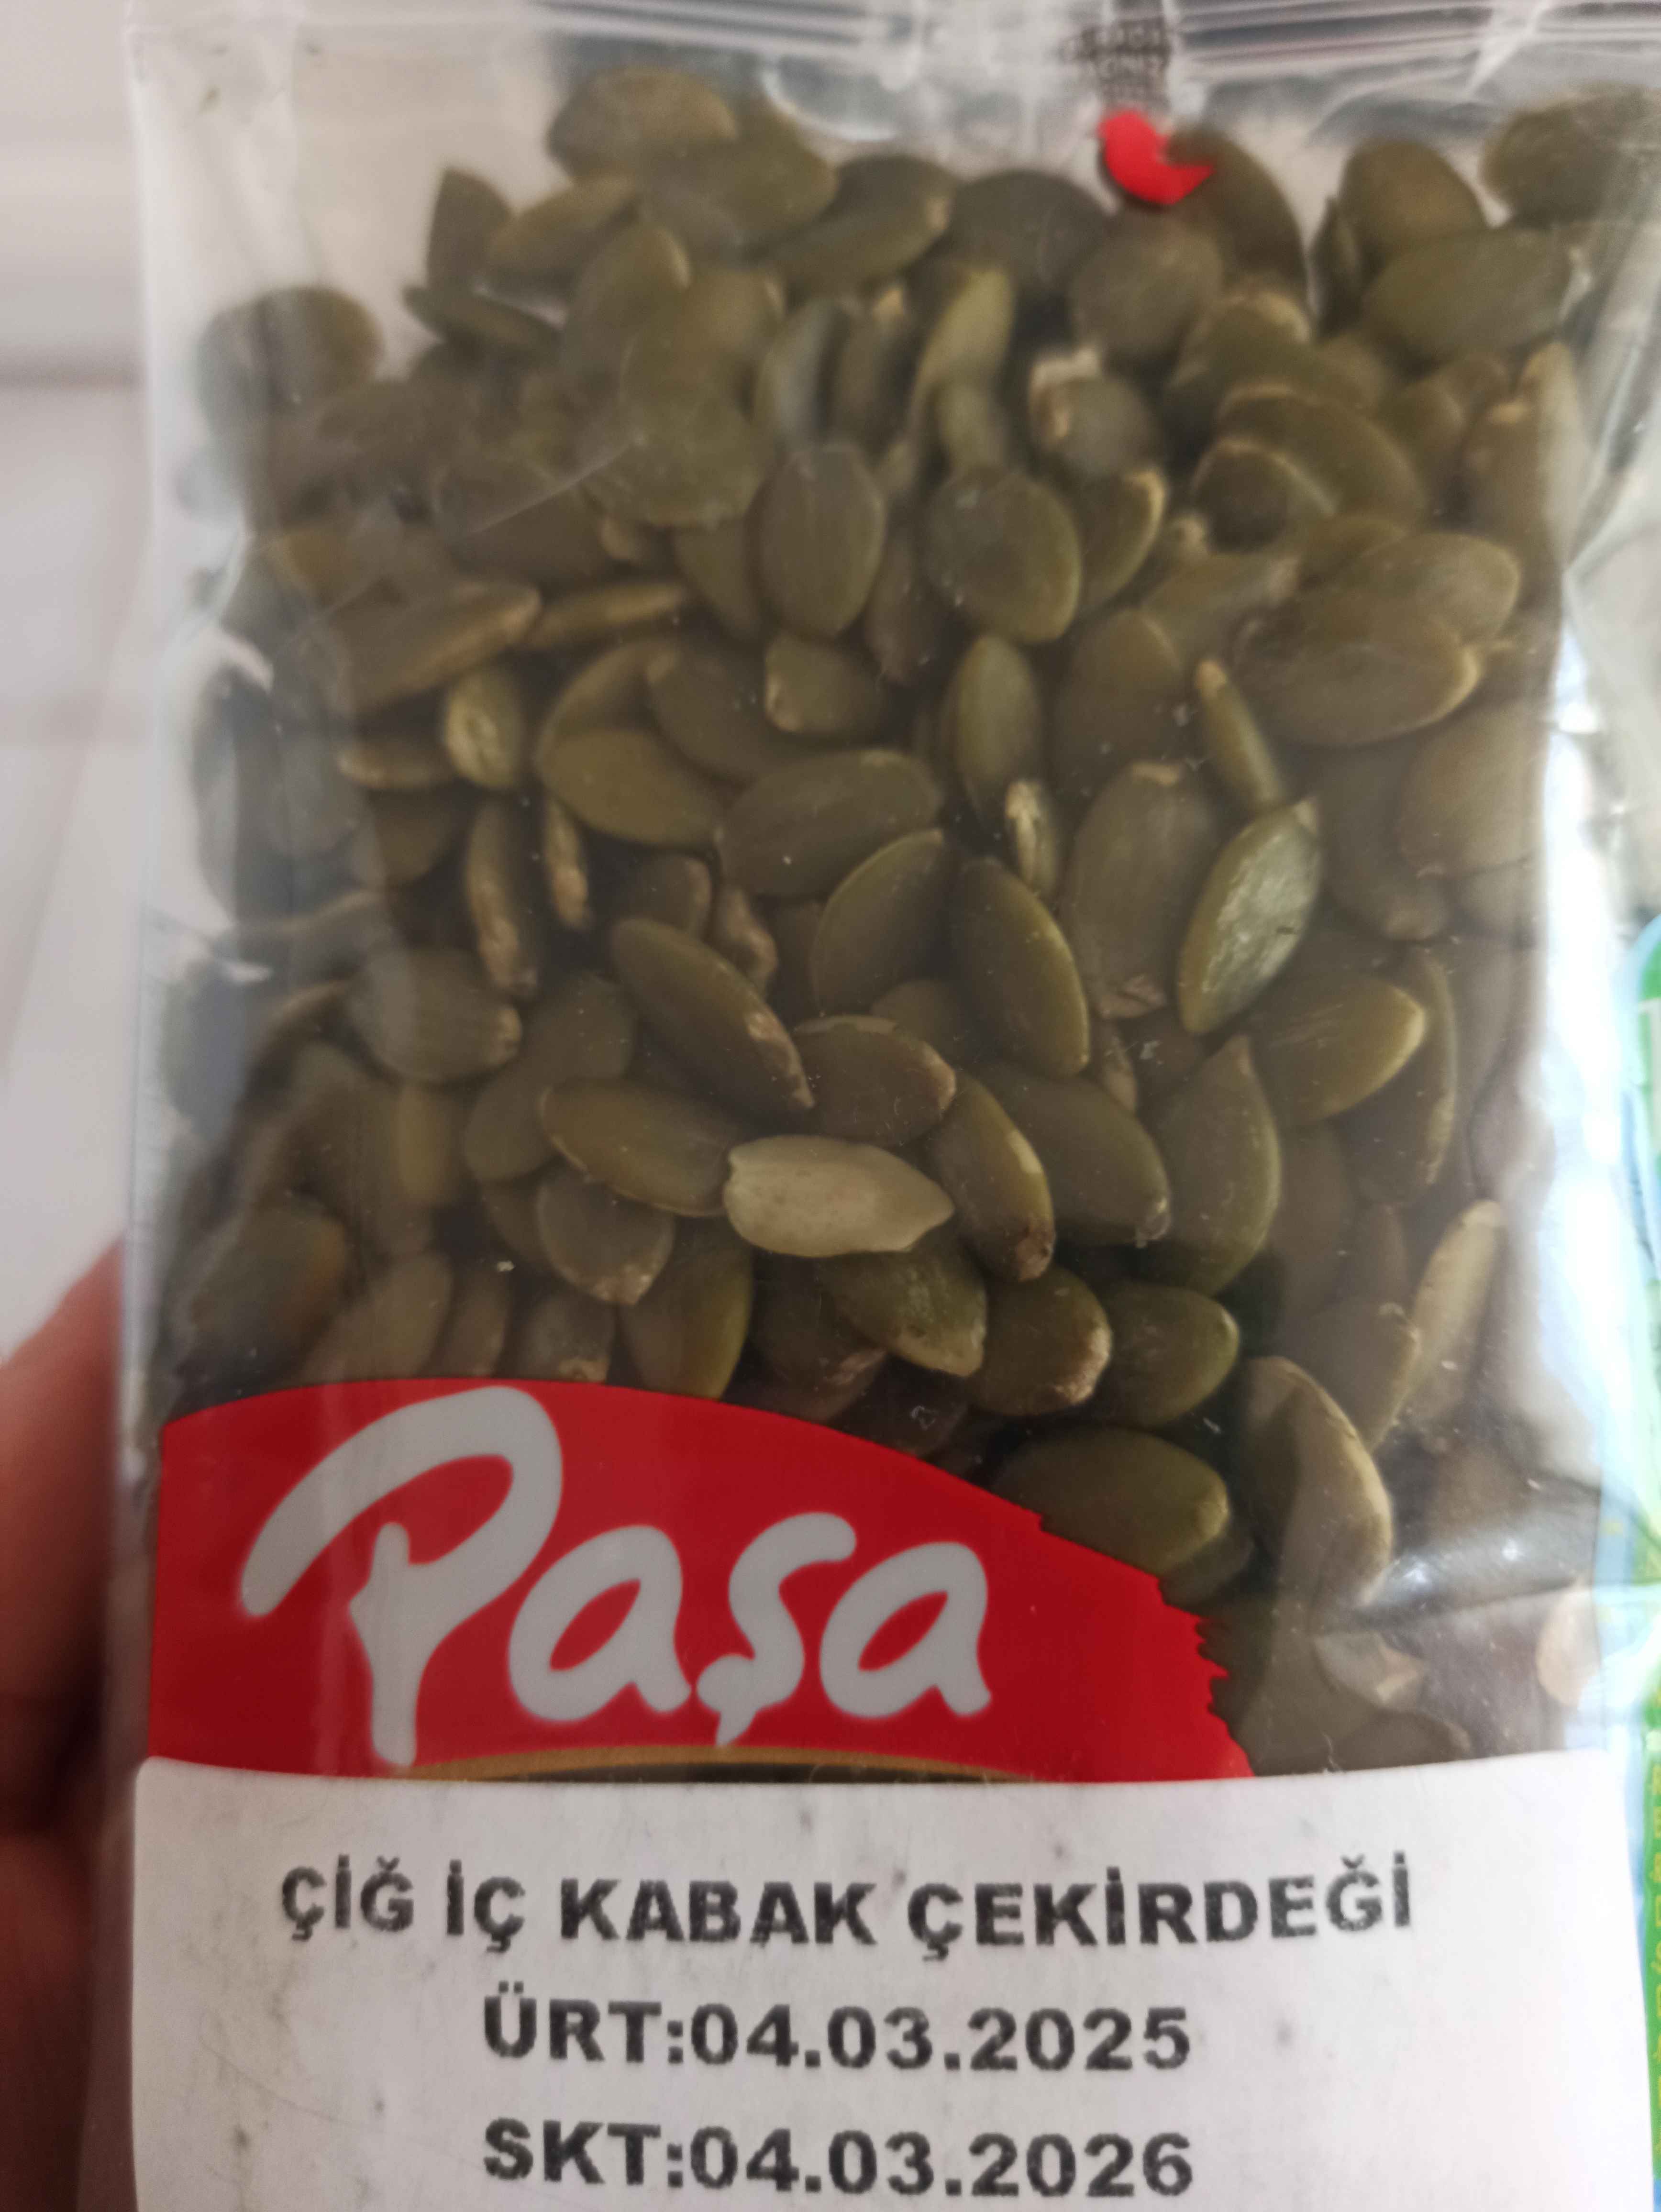 Paşa
ÇİĞ İÇ KABAK ÇEKİRDEĞİ
ÜRT:04.03.2025
SKT:04.03.2026